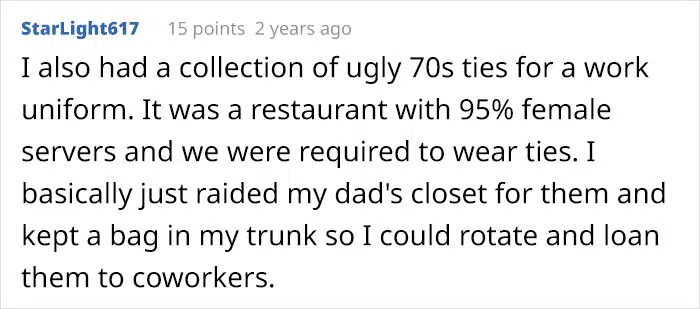 StarLight617 15 points 2 years ago
I also had a collection of ugly 70s ties for a work
uniform. It was a restaurant with 95% female
servers and we were required to wear ties. I
basically just raided my dad's closet for them and
kept a bag in my trunk so I could rotate and loan
them to coworkers.